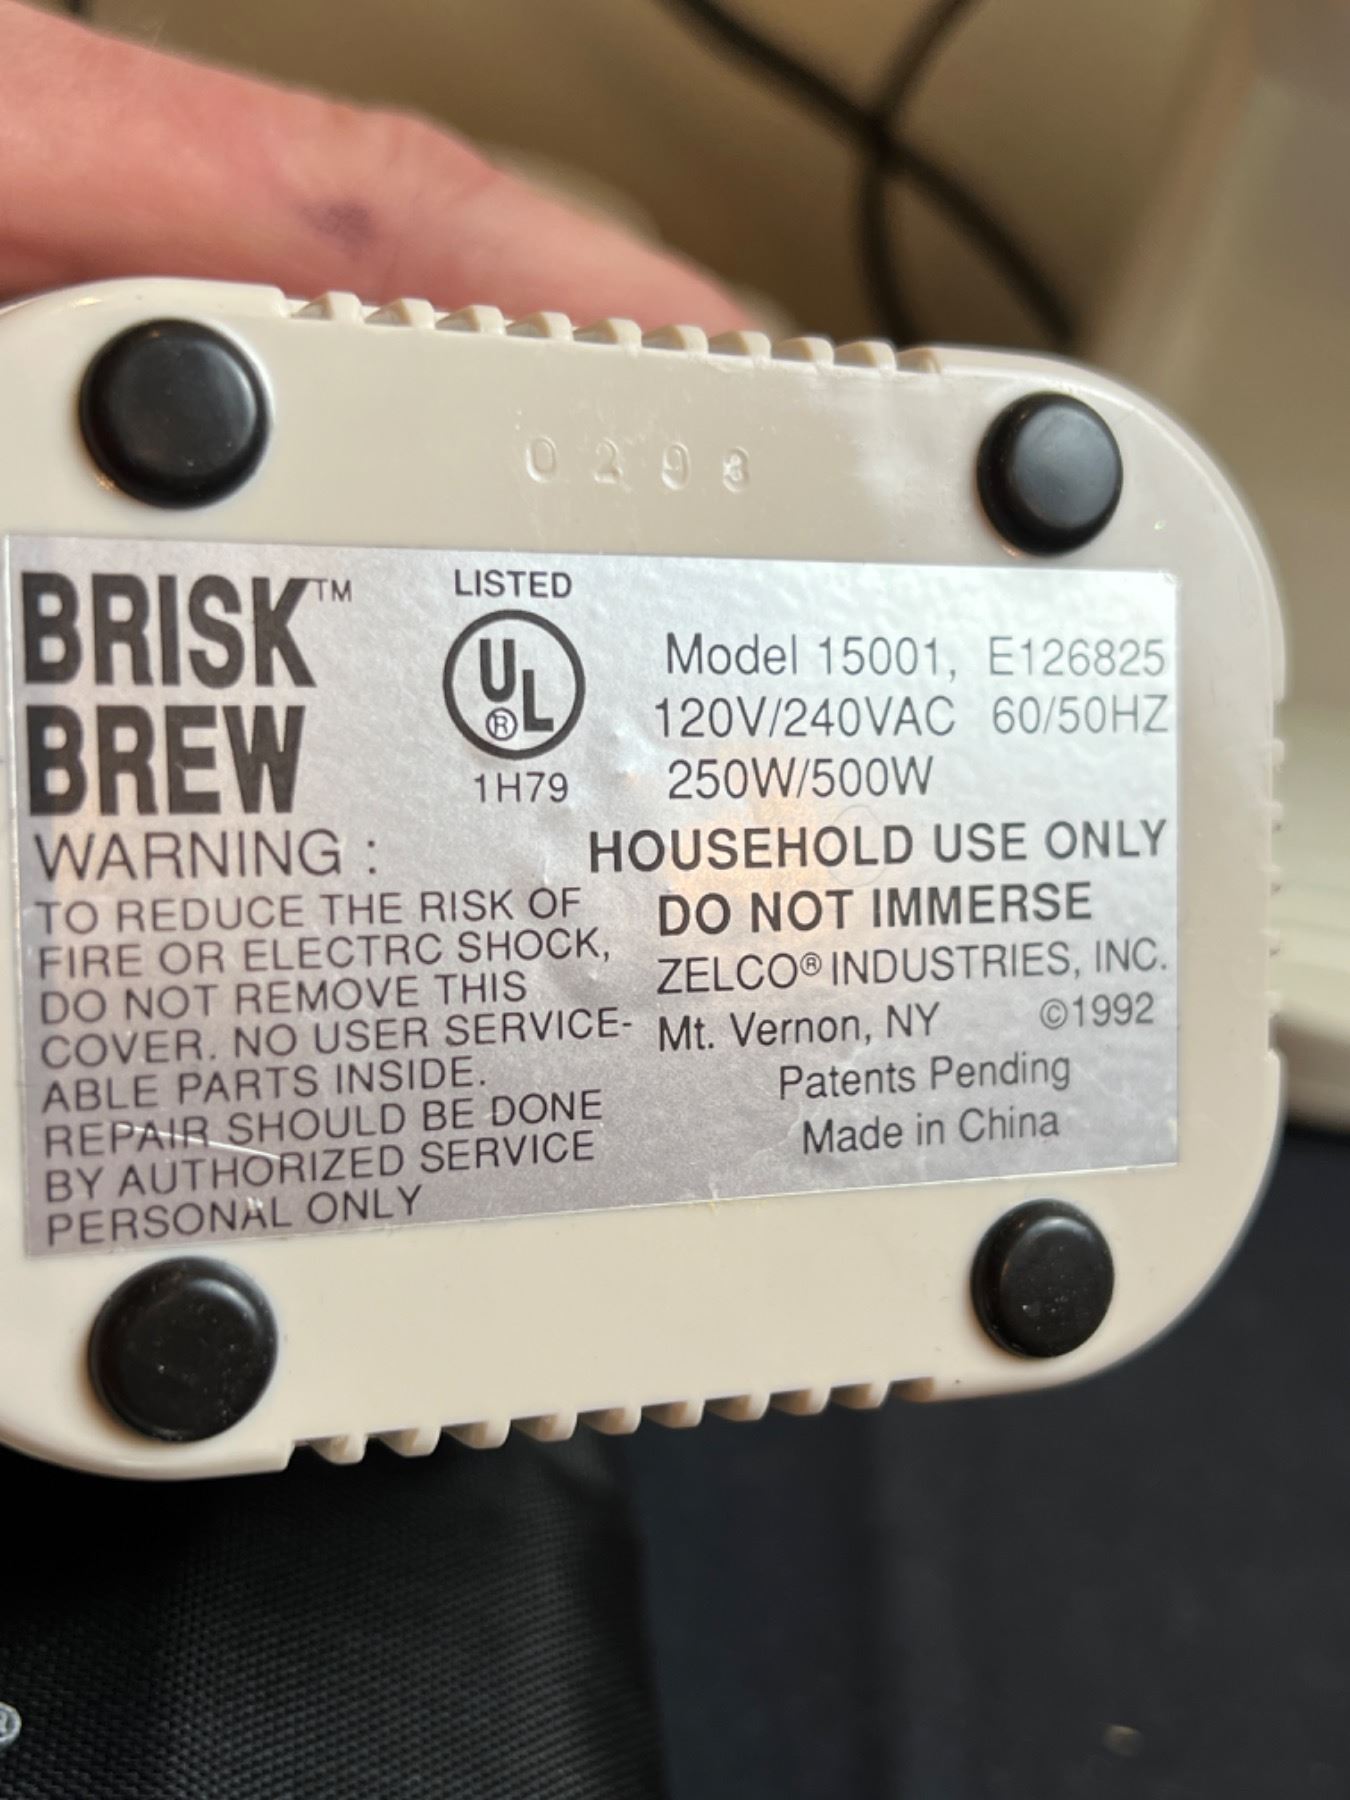 0293
BRISK™
BREW
LISTED
UL
®
1H79
Model 15001, E126825
120V/240VAC 60/50HZ
250W/500W
HOUSEHOLD USE ONLY
DO NOT IMMERSE
ZELCO® INDUSTRIES, INC.
Mt. Vernon, NY ©1992
Patents Pending
Made in China
WARNING :
TO REDUCE THE RISK OF
FIRE OR ELECTRC SHOCK,
DO NOT REMOVE THIS
COVER. NO USER SERVICE-
ABLE PARTS INSIDE.
REPAIR SHOULD BE DONE
BY AUTHORIZED SERVICE
PERSONAL ONLY